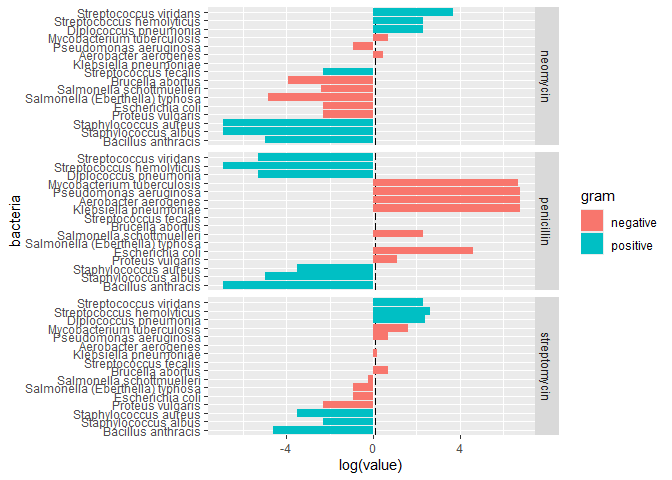 Streptococcus viridans
Streptococcus hemolyticus
Diplococcus pneumonia
Mycobacterium tuberculosis
Pseudomonas aeruginosa
Aerobacter aerogenes
Klebsiella pneumoniae
Streptococcus fecalis
Brucella abortus
Salmonella schottmuelleri
Salmonella (Eberthella) typhosa
Escherichia coli
Proteus vulgaris
Staphylococcus aureus
Staphylococcus albus
Bacillus anthracis
neomycin
Streptococcus viridans
Streptococcus hemolyticus
Diplococcus pneumonia
Mycobacterium tuberculosis
Pseudomonas aeruginosa
Aerobacter aerogenes
Klebsiella pneumoniae
Streptococcus fecalis
Brucella abortus
Salmonella schottmuelleri
Salmonella (Eberthella) typhosa
Escherichia coli
Proteus vulgaris
Staphylococcus aureus
Staphylococcus albus
Bacillus anthracis
penicillin
Streptococcus viridans
Streptococcus hemolyticus
Diplococcus pneumonia
Mycobacterium tuberculosis
Pseudomonas aeruginosa
Aerobacter aerogenes
Klebsiella pneumoniae
Streptococcus fecalis
Brucella abortus
Salmonella schottmuelleri
Salmonella (Eberthella) typhosa
Escherichia coli
Proteus vulgaris
Staphylococcus aureus
Staphylococcus albus
Bacillus anthracis
streptomycin
bacteria
-4 0 4
log(value)
gram
negative
positive